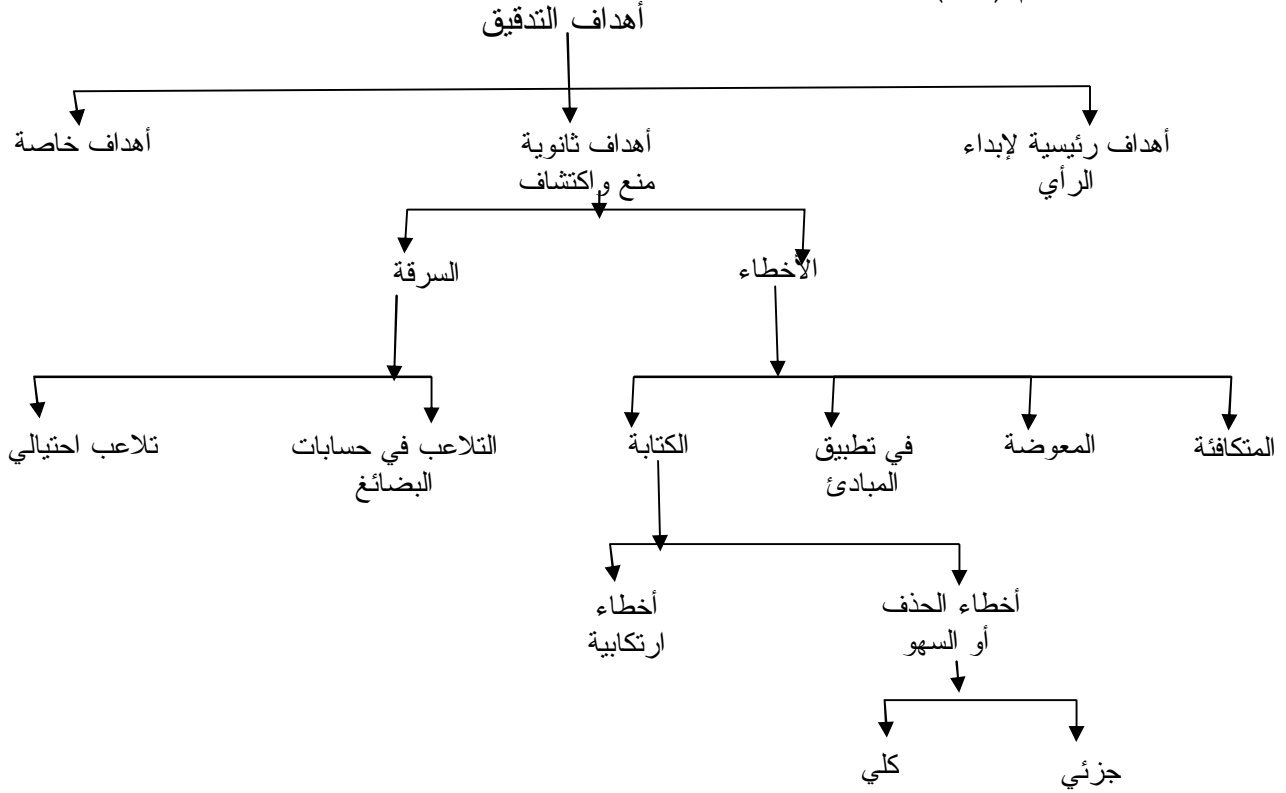 أهداف التدقيق
أهداف رئيسية لإبداء
الرأي
أهداف ثانوية
منع واكتشاف
أهداف خاصة
الأخطاء
السرقة
المتكافئة
المعوضة
في تطبيق
المبادئ
الكتابة
التلاعب في حسابات
البضائغ
تلاعب احتيالي
أخطاء الحذف
أو السهو
أخطاء
ارتكابية
جزئي
كلي